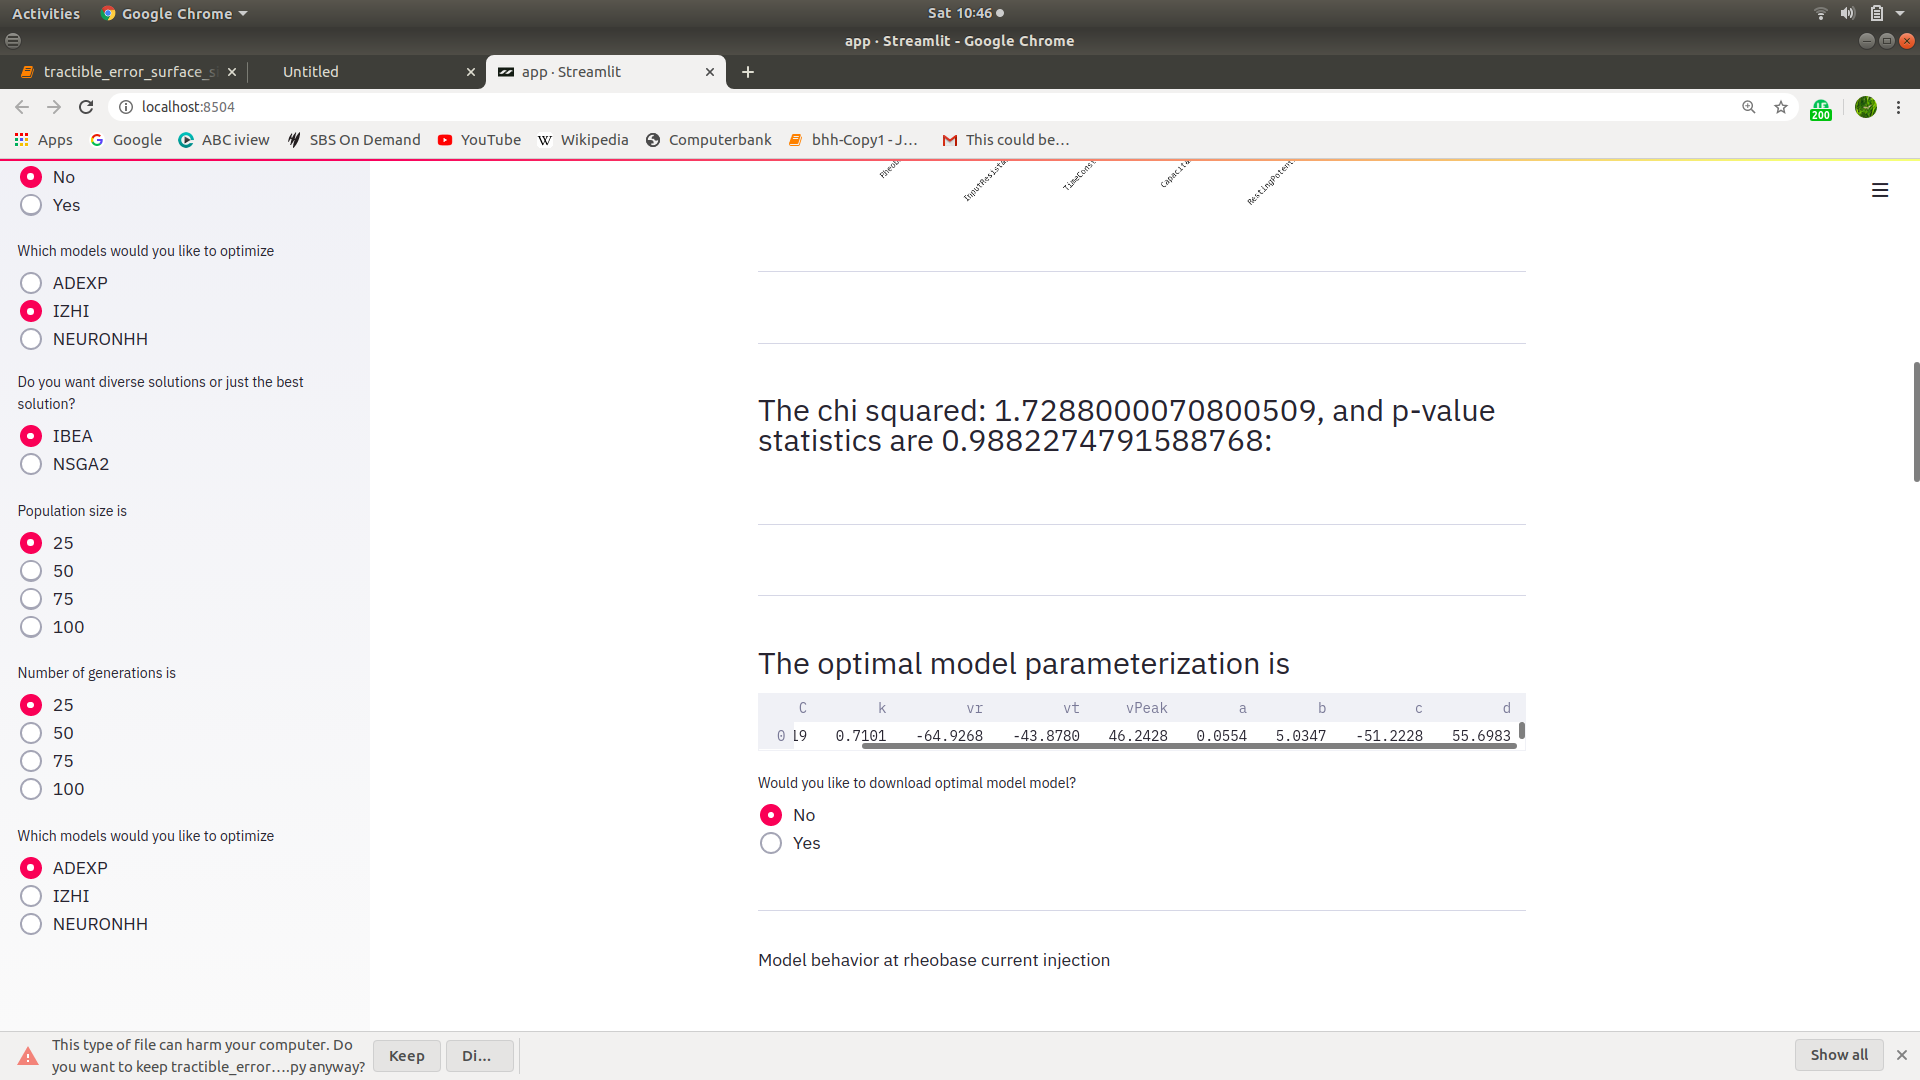 Activities Google Chrome Sat 10:46
app · Streamlit - Google Chrome
tractible_error_surface_s Untitled app · Streamlit
localhost:8504
200
Apps Google ABC iview SBS On Demand YouTube Wikipedia Computerbank bhh-Copy1 - J... This could be...
No
Yes
Which models would you like to optimize
ADEXP
IZHI
NEURONHH
Do you want diverse solutions or just the best
solution?
IBEA
NSGA2
Population size is
25
50
75
100
Number of generations is
25
50
75
100
Which models would you like to optimize
ADEXP
IZHI
NEURONHH
Rheob InputResista TimeConst Capacita RestingPotent
The chi squared: 1.7288000070800509, and p-value
statistics are 0.9882274791588768:
The optimal model parameterization is
C k vr vt vPeak a b c d
0 19 0.7101 -64.9268 -43.8780 46.2428 0.0554 5.0347 -51.2228 55.6983
Would you like to download optimal model model?
No
Yes
Model behavior at rheobase current injection
This type of file can harm your computer. Do
you want to keep tractible_error....py anyway?
Keep Di... Show all